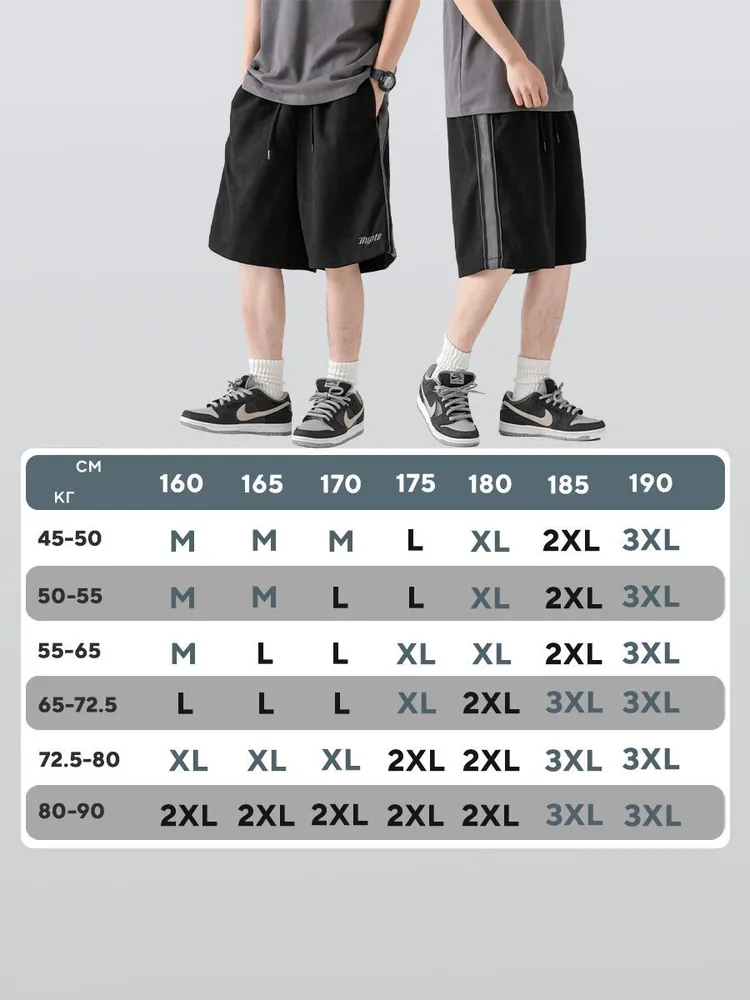 Thipte
СМ
КГ
160 165 170 175 180 185 190
45-50 M M M L XL 2XL 3XL
50-55 M M L L XL 2XL 3XL
55-65 M L L XL XL 2XL 3XL
65-72.5 L L L XL 2XL 3XL 3XL
72.5-80 XL XL XL 2XL 2XL 3XL 3XL
80-90 2XL 2XL 2XL 2XL 2XL 3XL 3XL